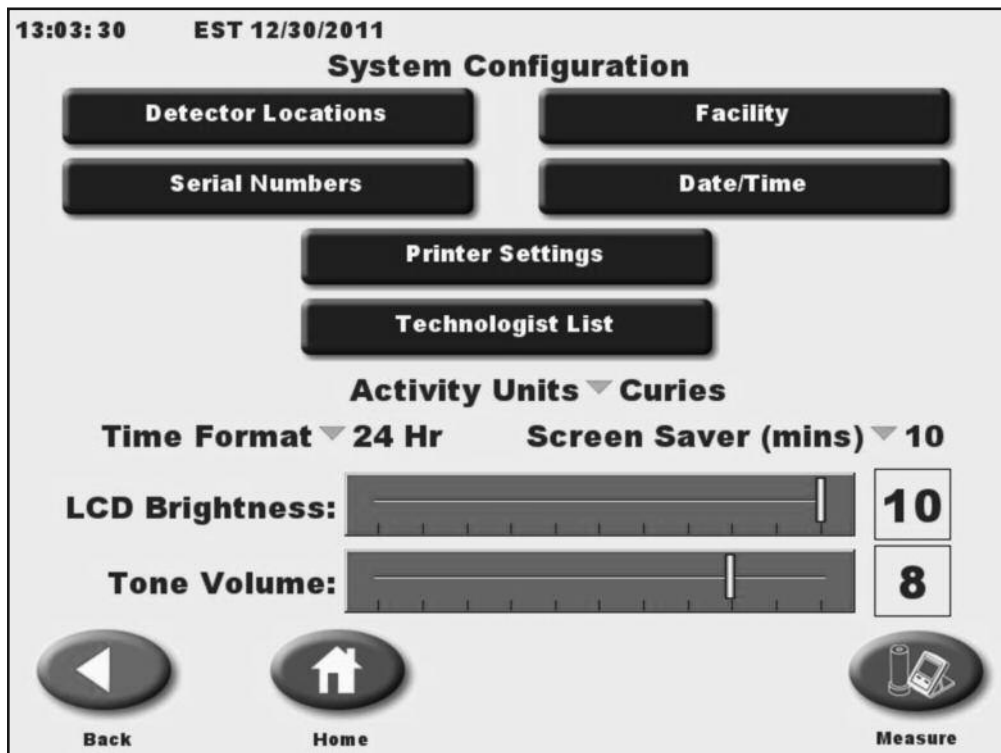 13:03:30 EST 12/30/2011
System Configuration
Detector Locations Facility
Serial Numbers Date/Time
Printer Settings
Technologist List
Activity Units Curies
Time Format 24 Hr Screen Saver (mins) 10
LCD Brightness: 10
Tone Volume: 8
Back Home Measure